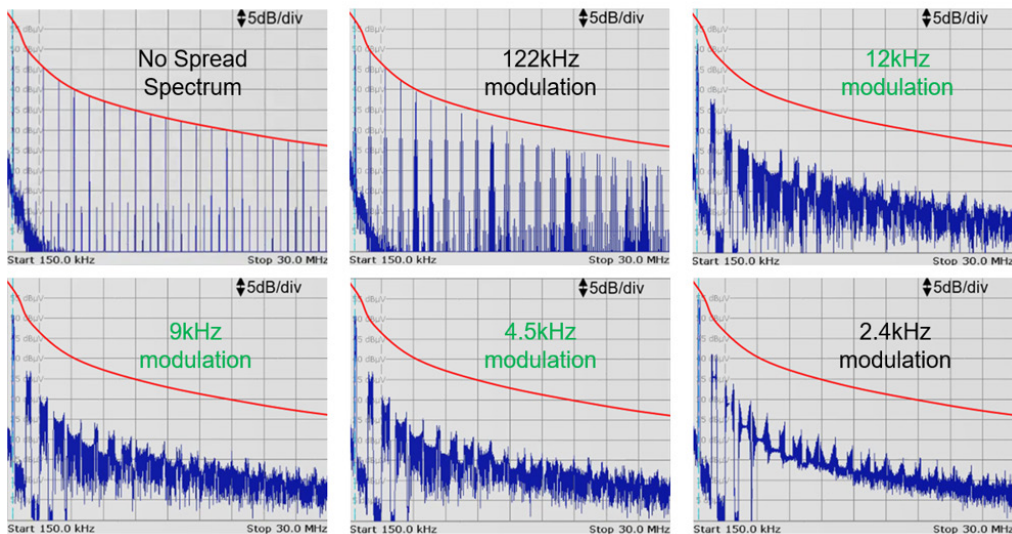 5dB/div
No Spread
Spectrum
Start 150.0 kHz
Stop 30.0 MHz
5dB/div
122kHz
modulation
Start 150.0 kHz
Stop 30.0 MHz
5dB/div
12kHz
modulation
Start 150.0 kHz
Stop 30.0 MHz
5dB/div
9kHz
modulation
Start 150.0 kHz
Stop 30.0 MHz
5dB/div
4.5kHz
modulation
Start 150.0 kHz
Stop 30.0 MHz
5dB/div
2.4kHz
modulation
Start 150.0 kHz
Stop 30.0 MHz